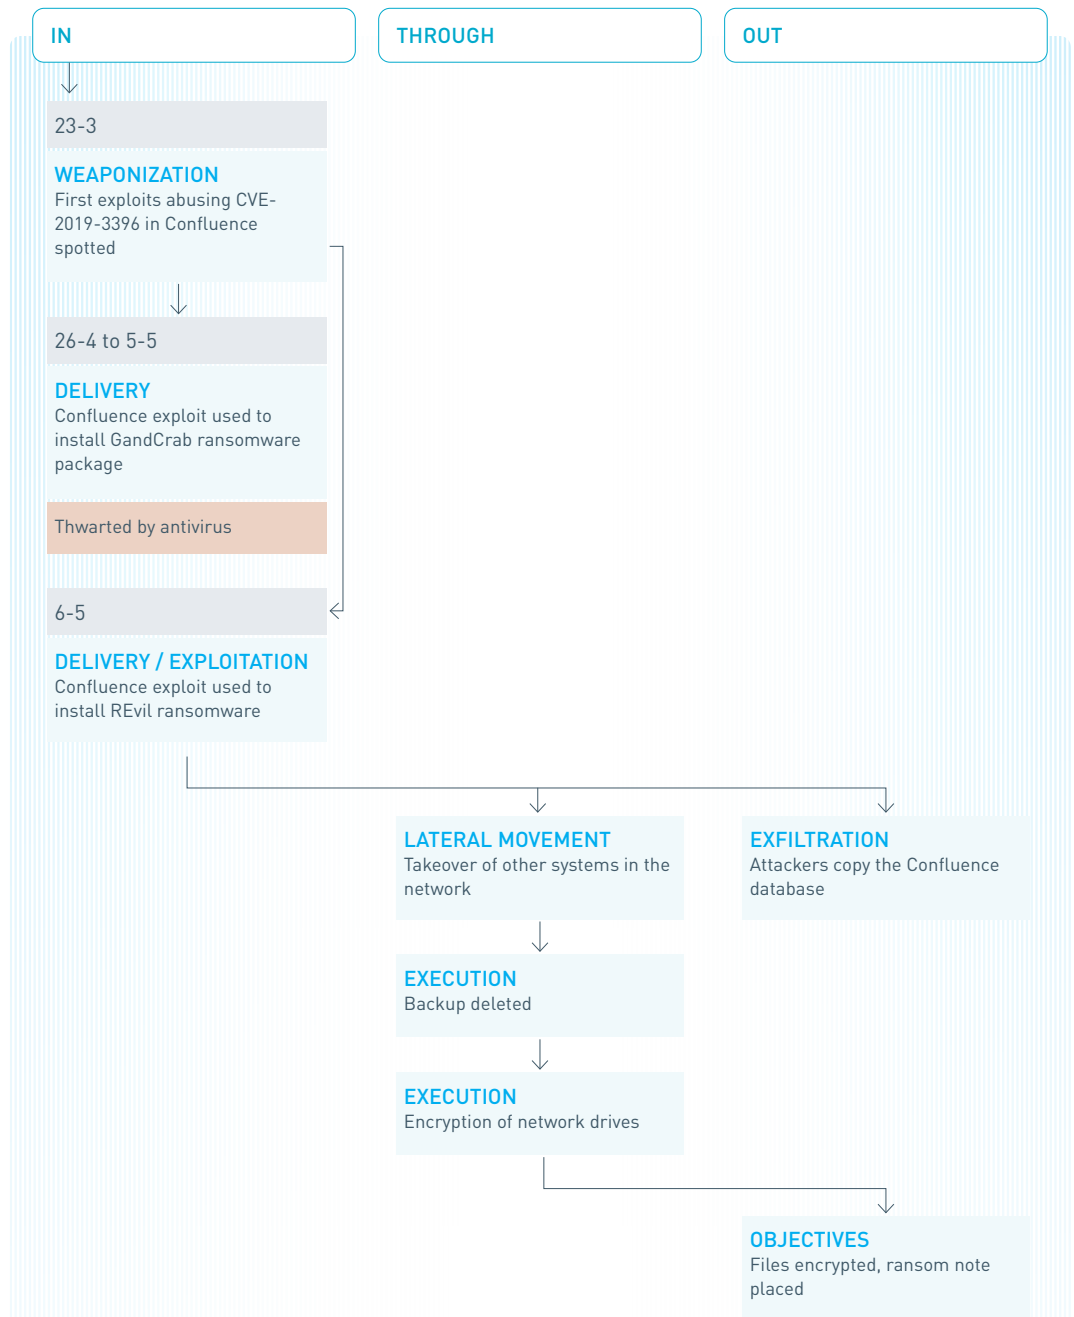 IN
THROUGH
OUT
23-3
WEAPONIZATION
First exploits abusing CVE-
2019-3396 in Confluence
spotted
26-4 to 5-5
DELIVERY
Confluence exploit used to
install GandCrab ransomware
package
Thwarted by antivirus
6-5
DELIVERY / EXPLOITATION
Confluence exploit used to
install REvil ransomware
LATERAL MOVEMENT
Takeover of other systems in the
network
EXFILTRATION
Attackers copy the Confluence
database
EXECUTION
Backup deleted
EXECUTION
Encryption of network drives
OBJECTIVES
Files encrypted, ransom note
placed